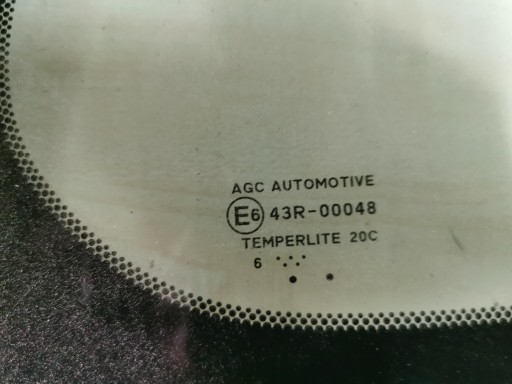 AGC AUTOMOTIVE
E6 43R-00048
TEMPERLITE 20C
6